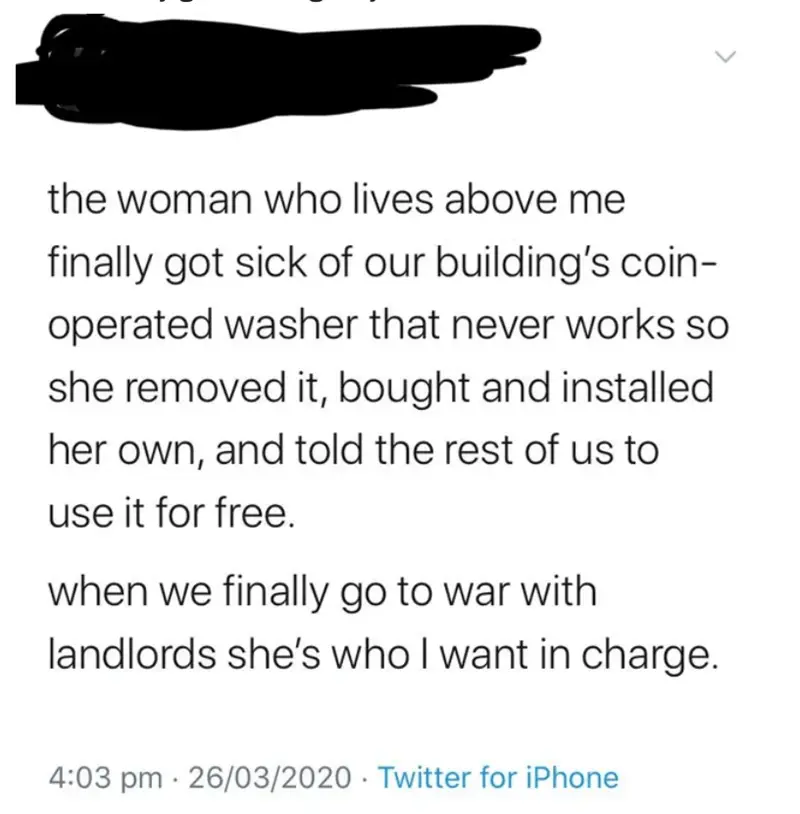 the woman who lives above me
finally got sick of our building's coin-
operated washer that never works so
she removed it, bought and installed
her own, and told the rest of us to
use it for free.
when we finally go to war with
landlords she's who I want in charge.
4:03 pm · 26/03/2020 · Twitter for iPhone